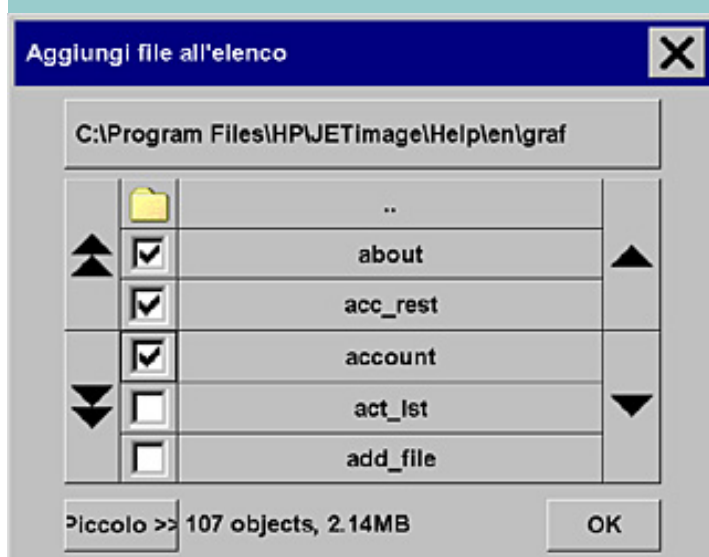 Aggiungi file all'elenco
C:\Program Files\HP\JETimage\Help\en\graf
..
about
acc_rest
account
act_lst
add_file
Piccolo >> 107 objects, 2.14MB OK